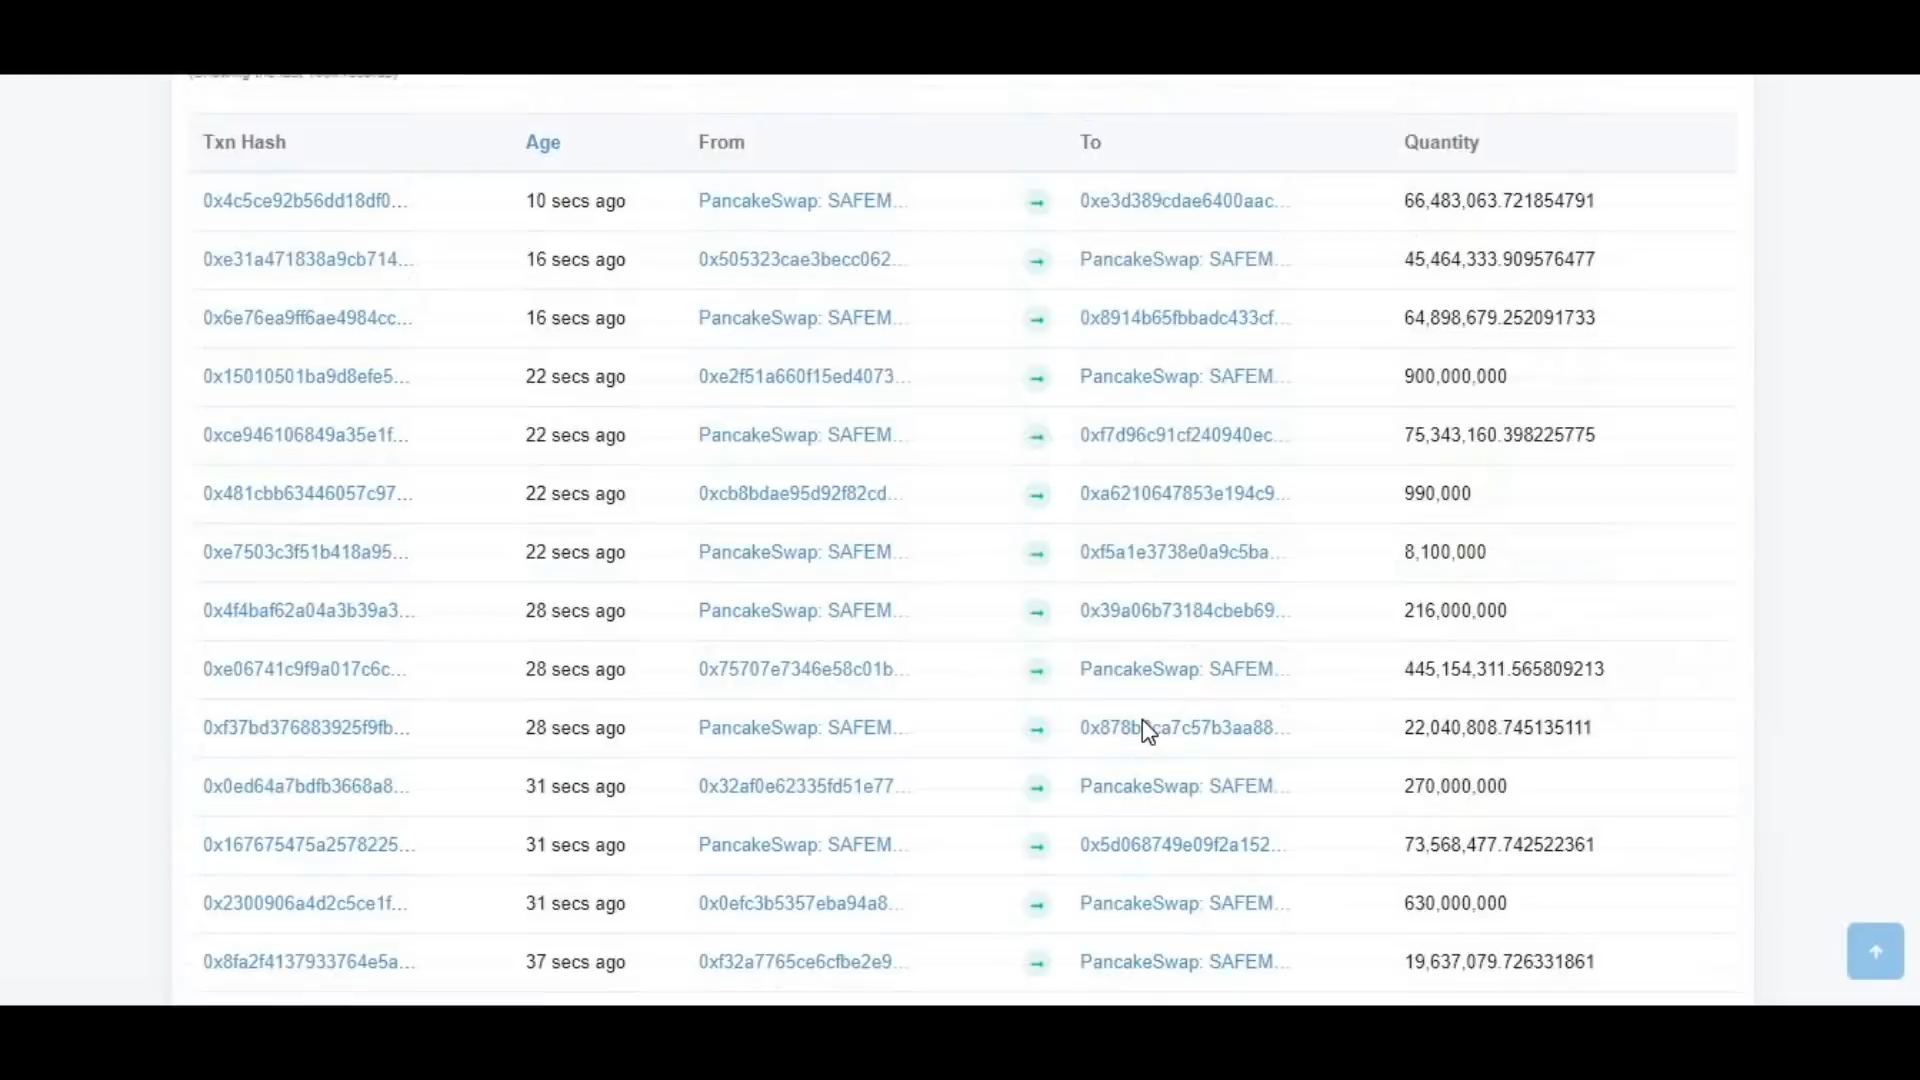 Txn Hash Age From To Quantity
0x4c5ce92b56dd18df0... 10 secs ago PancakeSwap: SAFEM... 0xe3d389cdae6400aac... 66,483,063.721854791
0xe31a471838a9cb714... 16 secs ago 0x505323cae3becc062... PancakeSwap: SAFEM... 45,464,333.909576477
0x6e76ea9ff6ae4984cc... 16 secs ago PancakeSwap: SAFEM... 0x8914b65fbbadc433cf... 64,898,679.252091733
0x15010501ba9d8efe5... 22 secs ago 0xe2f51a660f15ed4073... PancakeSwap: SAFEM... 900,000,000
0xce946106849a35e1f... 22 secs ago PancakeSwap: SAFEM... 0xf7d96c91cf240940ec... 75,343,160.398225775
0x481cbb63446057c97... 22 secs ago 0xcb8bdae95d92f82cd... 0xa6210647853e194c9... 990,000
0xe7503c3f51b418a95... 22 secs ago PancakeSwap: SAFEM... 0xf5a1e3738e0a9c5ba... 8,100,000
0x4f4baf62a04a3b39a3... 28 secs ago PancakeSwap: SAFEM... 0x39a06b73184cbeb69... 216,000,000
0xe06741c9f9a017c6c... 28 secs ago 0x75707e7346e58c01b... PancakeSwap: SAFEM... 445,154,311.565809213
0xf37bd376883925f9fb... 28 secs ago PancakeSwap: SAFEM... 22,040,808.745135111
0x0ed64a7bdfb3668a8... 31 secs ago 0x32af0e62335fd51e77... PancakeSwap: SAFEM... 270,000,000
0x167675475a2578225... 31 secs ago PancakeSwap: SAFEM... 0x5d068749e09f2a152... 73,568,477.742522361
0x2300906a4d2c5ce1f... 31 secs ago 0x0efc3b5357eba94a8... PancakeSwap: SAFEM... 630,000,000
0x8fa2f4137933764e5a... 37 secs ago 0xf32a7765ce6cfbe2e9... PancakeSwap: SAFEM... 19,637,079.726331861